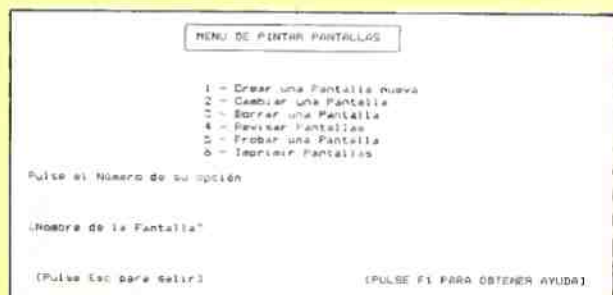 MENU DE PINTAR PANTALLAS
1 - Crear una Pantalla nueva
2 - Cambiar una Pantalla
3 - Borrar una Pantalla
4 - Revisar Pantallas
5 - Probar una Pantalla
6 - Imprimir Pantallas
Pulse el Número de su opción
¿Nombre de la Pantalla?
[Pulse Esc para salir]
[PULSE F1 PARA OBTENER AYUDA]